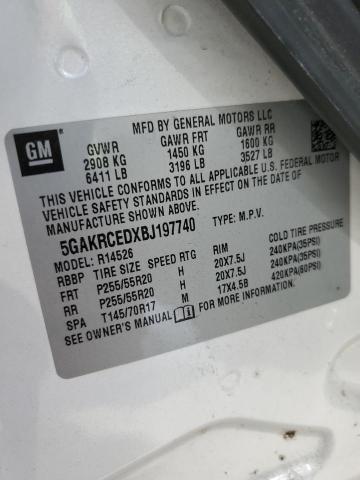 GM
MFD BY GENERAL MOTORS LLC
GVWR GAWR FRT GAWR RR
2908 KG 1450 KG 1600 KG
6411 LB 3196 LB 3527 LB
THIS VEHICLE CONFORMS TO ALL APPLICABLE U.S. FEDERAL MOTOR
VEHICLE SAFETY STANDARDS IN EFFECT ON THE DATE OF
MANUFACTURE SHOWN ABOVE.
5GAKRCEDXBJ197740 TYPE: M.P.V.
MODEL: R14526
RBBP TIRE SIZE SPEED RTG RIM COLD TIRE PRESSURE
FRT P255/55R20 H 20X7.5J 240KPA(35PSI)
RR P255/55R20 H 20X7.5J 240KPA(35PSI)
SPA T145/70R17 M 17X4.5B 420KPA(60PSI)
SEE OWNER'S MANUAL FOR MORE INFORMATION.